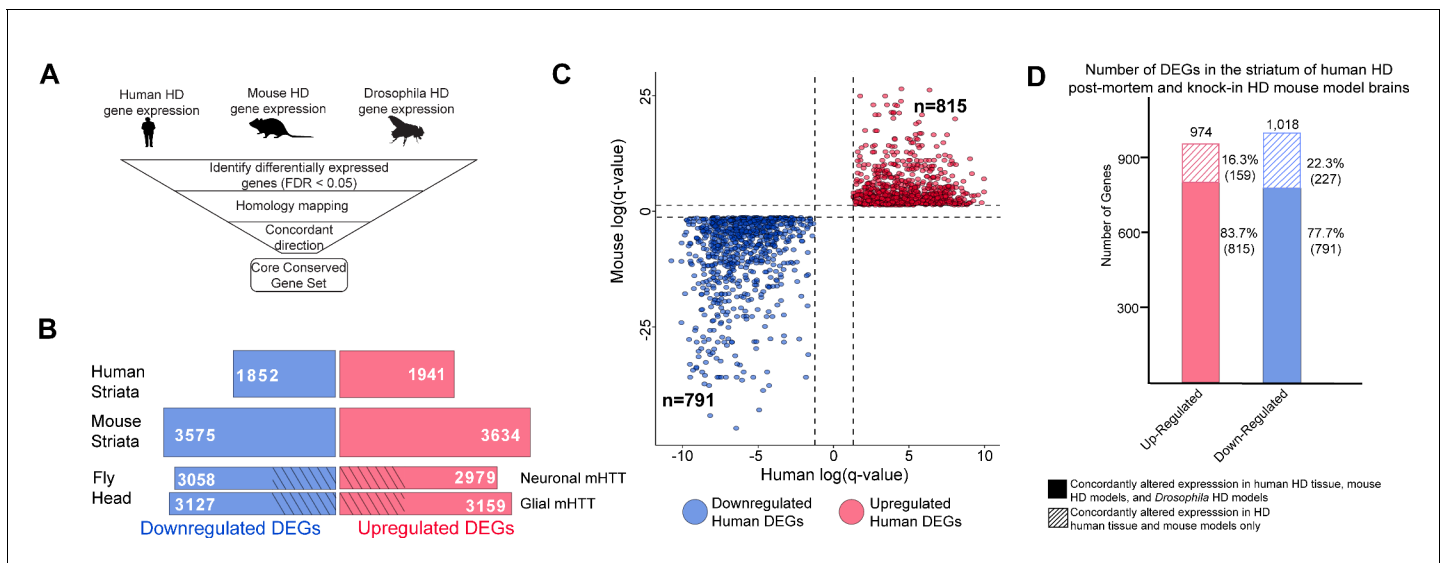 A
Human HD
gene expression
Mouse HD
gene expression
Drosophila HD
gene expression
Identify differentially expressed
genes (FDR < 0.05)
Homology mapping
Concordant
direction
Core Conserved
Gene Set
B
Human
Striata
1852
1941
Mouse
Striata
3575
3634
Fly
Head
3058
2979
Neuronal mHTT
3127
3159
Glial mHTT
Downregulated DEGs
Upregulated DEGs
C
Mouse log(q-value)
25
0
-25
n=815
n=791
-10
-5
0
5
10
Human log(q-value)
Downregulated
Human DEGs
Upregulated
Human DEGs
D
Number of DEGs in the striatum of human HD
post-mortem and knock-in HD mouse model brains
Number of Genes
900
600
300
974
16.3%
(159)
83.7%
(815)
1,018
22.3%
(227)
77.7%
(791)
Up-Regulated
Down-Regulated
Concordantly altered expresssion in human HD tissue, mouse
HD models, and Drosophila HD models
Concordantly altered expresssion in HD
human tissue and mouse models only